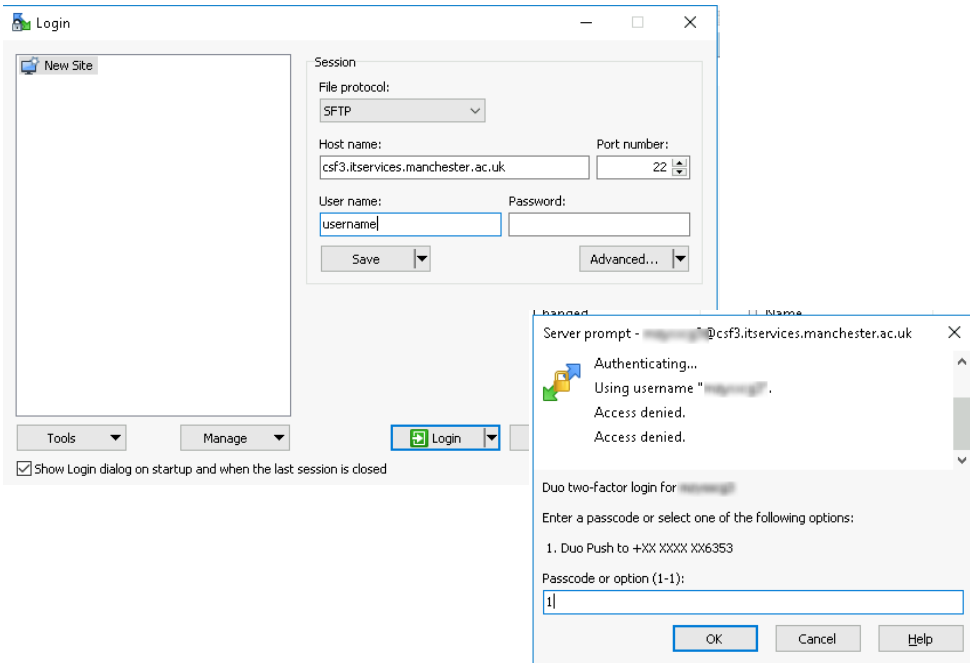 Login
New Site
Session
File protocol:
SFTP
Host name: Port number:
csf3.itservices.manchester.ac.uk 22
User name: Password:
username
Save Advanced...
Tools Manage Login
Show Login dialog on startup and when the last session is closed
Changed Name
Server prompt - @csf3.itservices.manchester.ac.uk
Authenticating...
Using username " ".
Access denied.
Access denied.
Duo two-factor login for
Enter a passcode or select one of the following options:
1. Duo Push to +XX XXXX XX6353
Passcode or option (1-1):
1
OK Cancel Help